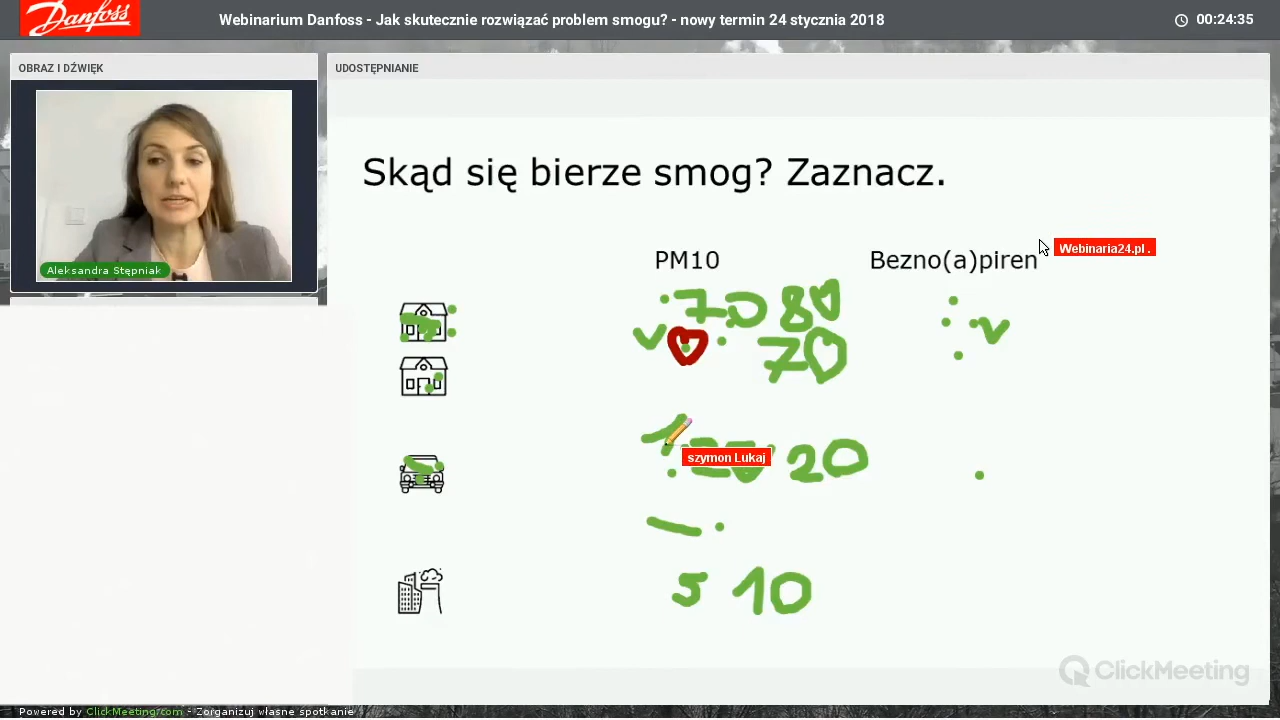 Danfoss
Webinarium Danfoss - Jak skutecznie rozwiązać problem smogu? - nowy termin 24 stycznia 2018
00:24:35
OBRAZ I DŹWIĘK
UDOSTĘPNIANIE
Aleksandra Stępniak
Skąd się bierze smog? Zaznacz.
PM10
Bezno(a)piren
Webinaria24.pl .
70 80
v
70
v
szymon Lukaj
20
5 10
ClickMeeting
Powered by ClickMeeting.com - Zorganizuj własne spotkanie